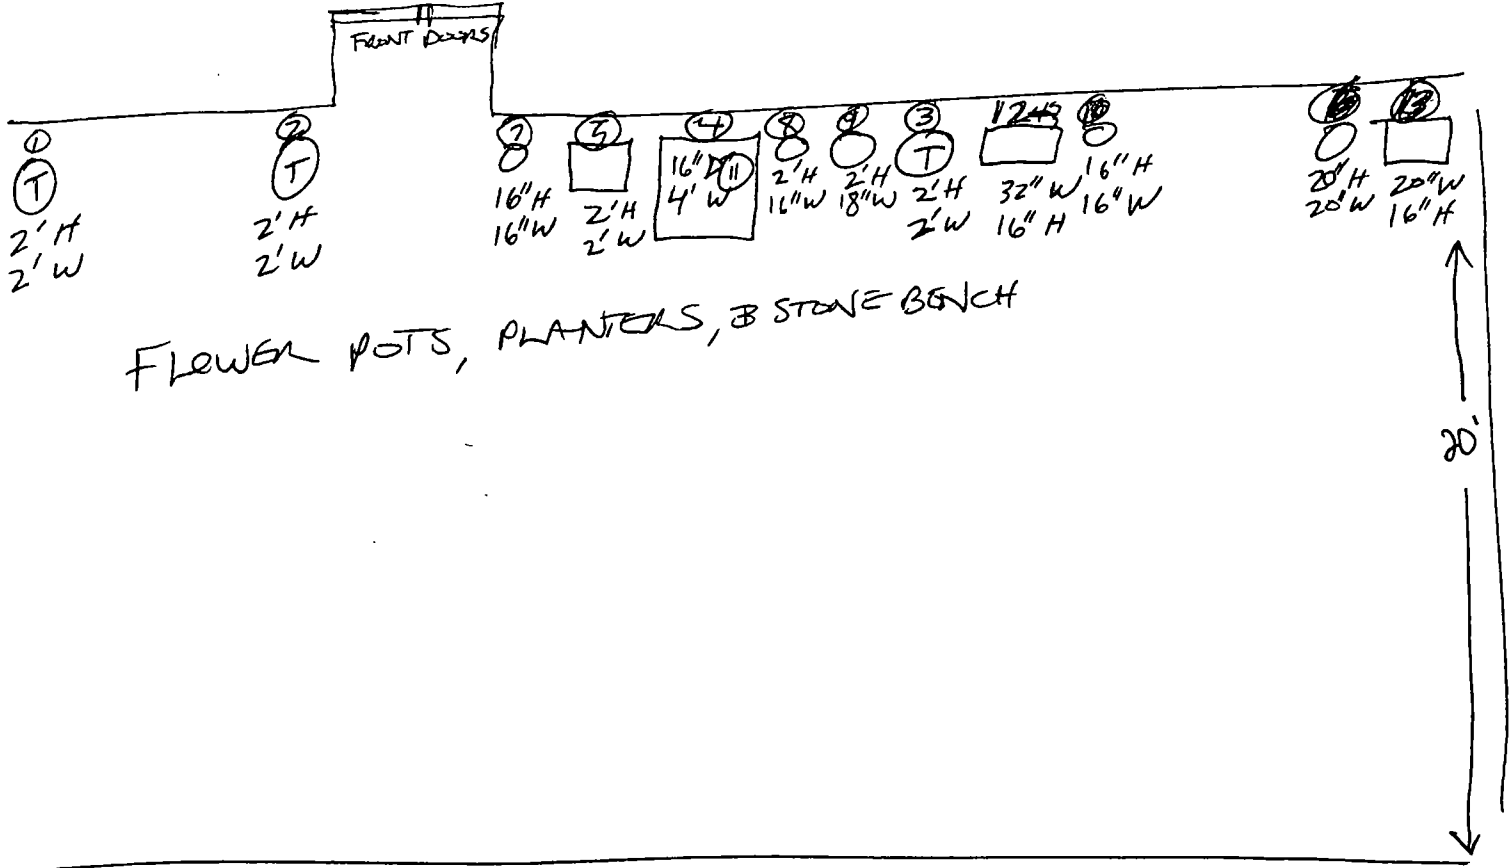 FRONT DOORS
① T 2'H 2'W
② T 2'H 2'W
⑦ 16"H 16"W
⑤ 2'H 2'W
④ 16"D ⑪ 4'W
⑧ 2'H 16"W
⑨ 2'H 18"W
③ T 2'H 2'W
32"W 16"H
⑩ 16"H 16"W
20"H 20"W
⑬ 20"W 16"H
FLOWER POTS, PLANTERS, & STONE BENCH
20'